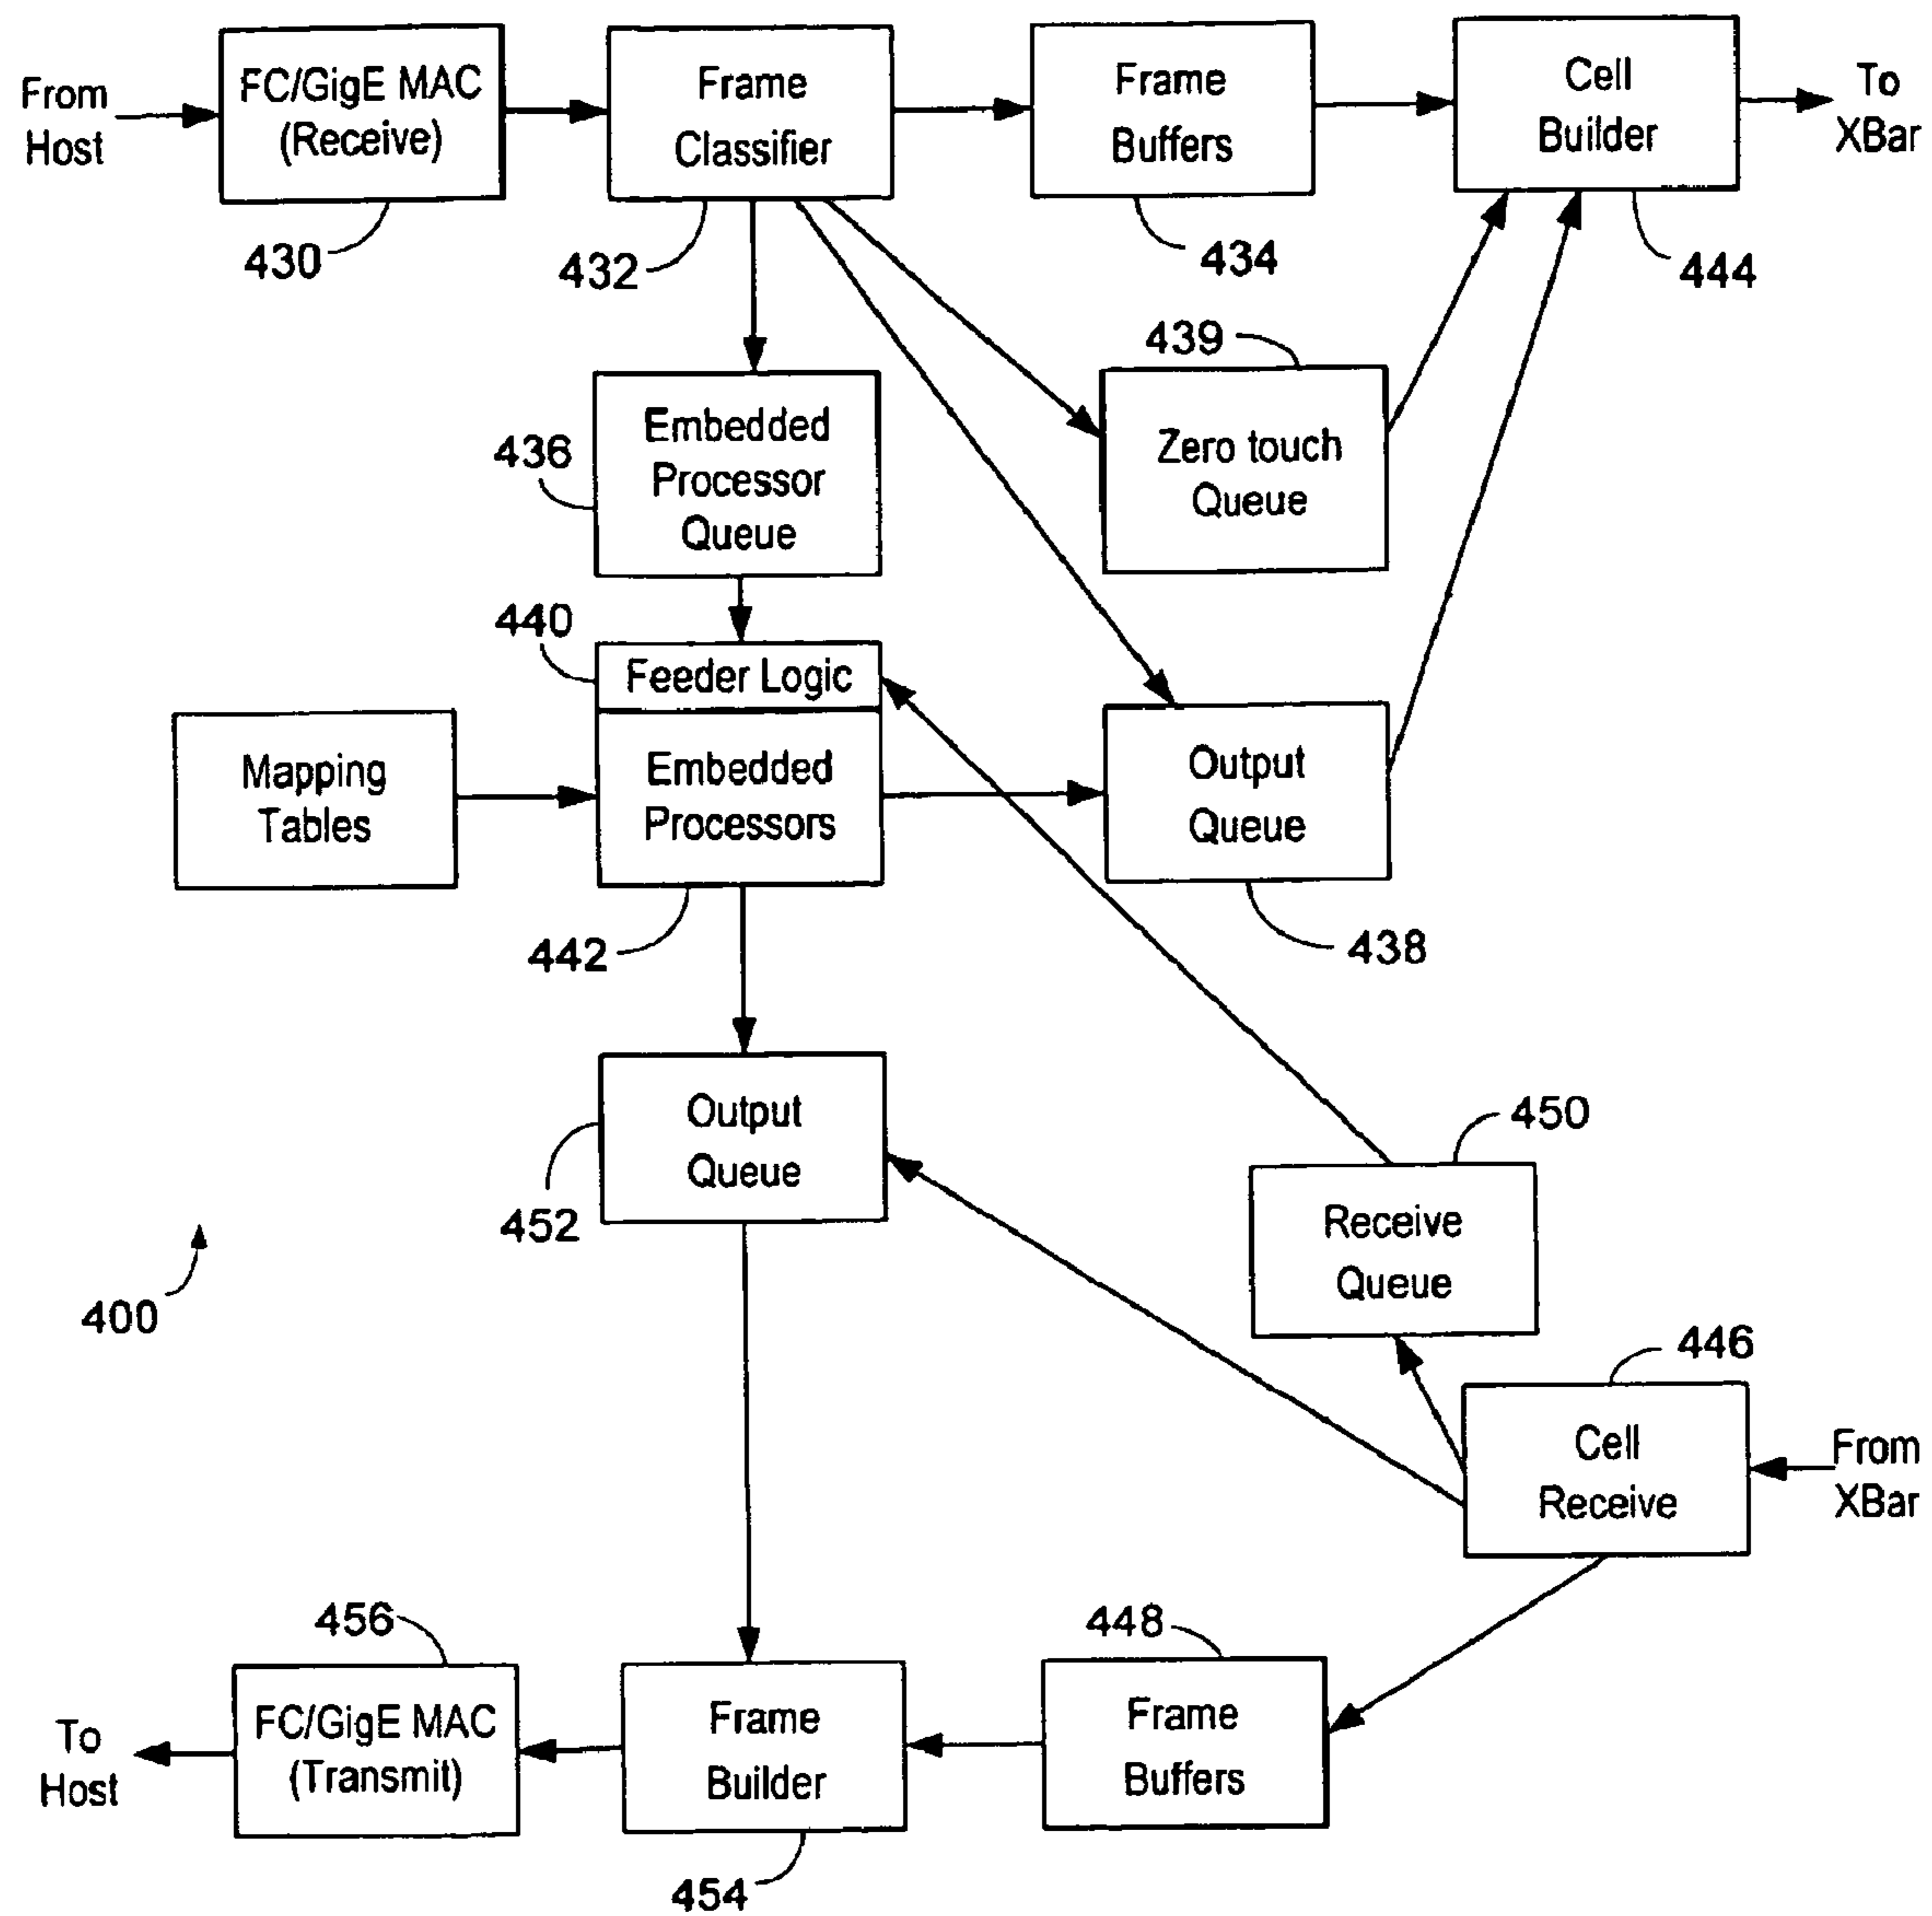 From
Host
FC/GigE MAC
(Receive)
Frame
Classifier
Frame
Buffers
Cell
Builder
To
XBar
430
432
434
444
439
Embedded
Processor
Queue
436
Zero touch
Queue
440
Feeder Logic
Mapping
Tables
Embedded
Processors
Output
Queue
442
438
Output
Queue
452
450
Receive
Queue
400
446
Cell
Receive
From
XBar
456
448
To
Host
FC/GigE MAC
(Transmit)
Frame
Builder
Frame
Buffers
454